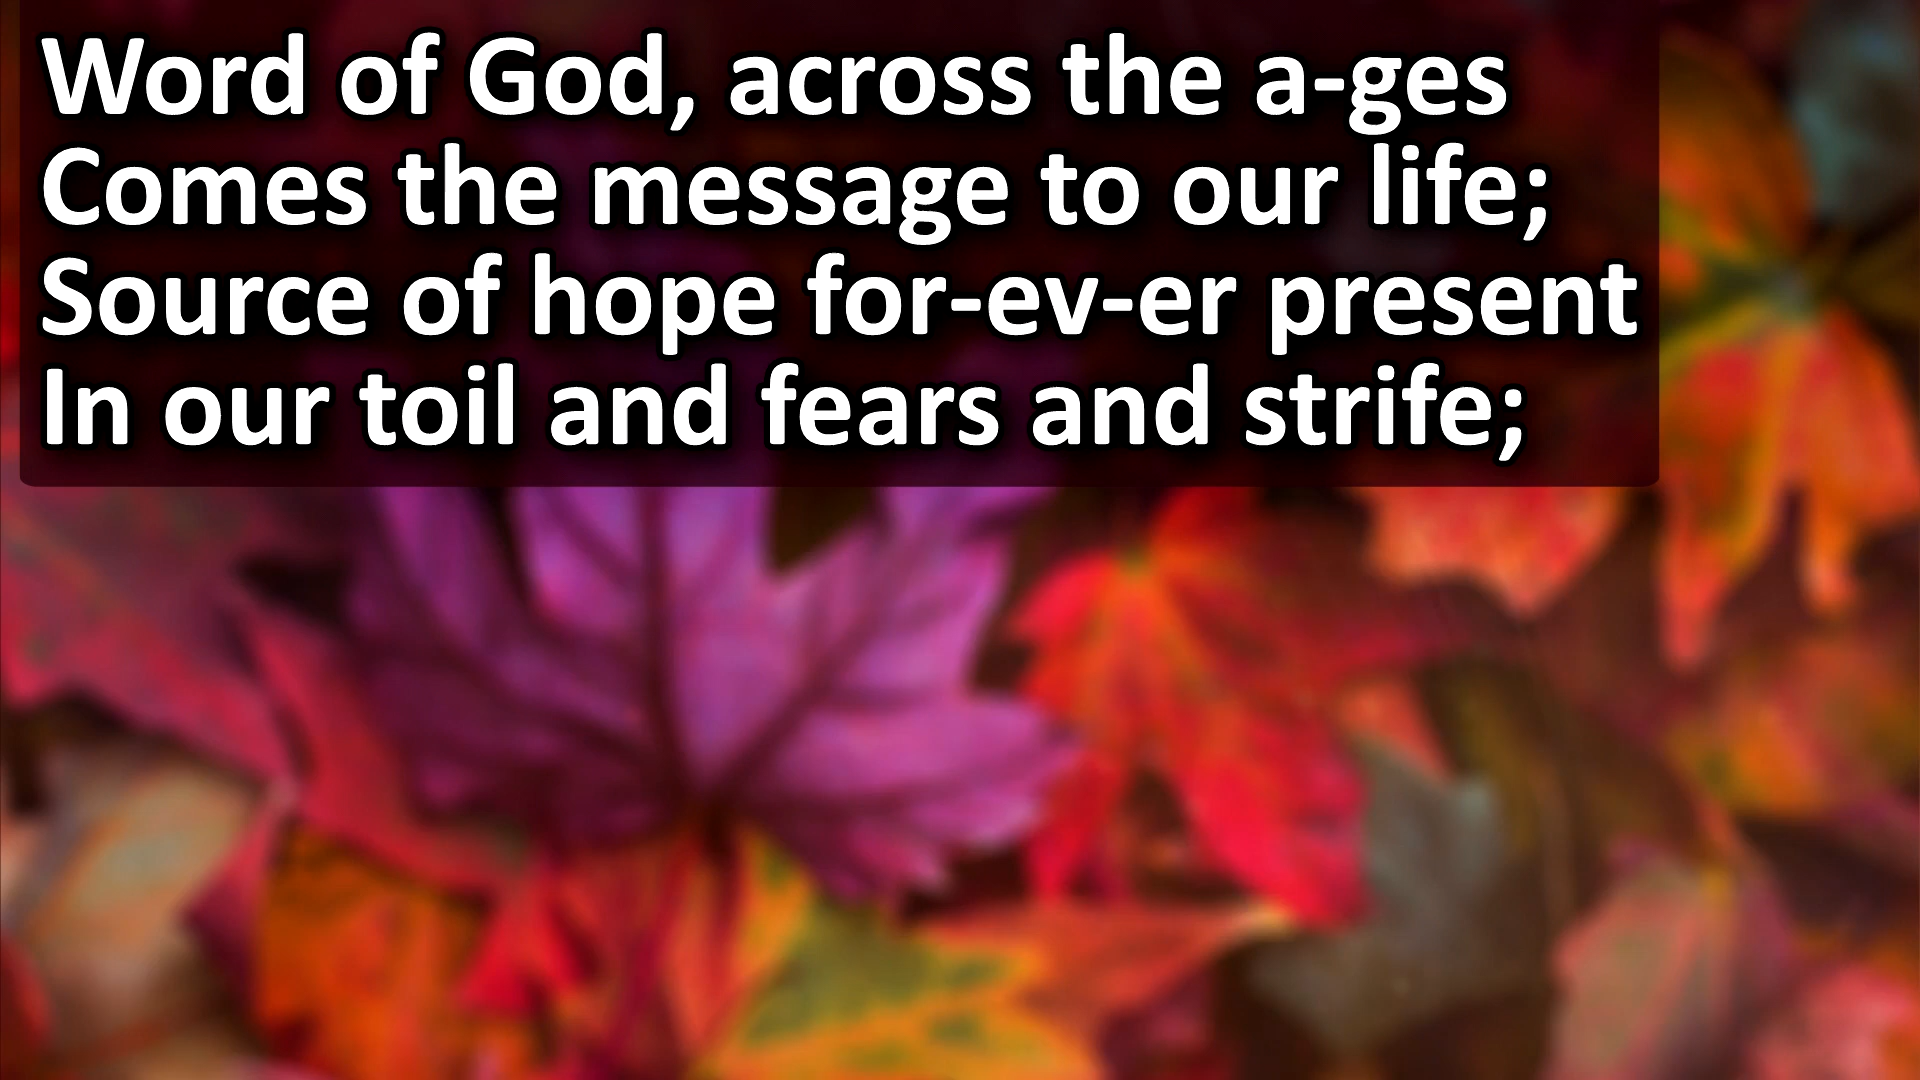 Word of God, across the a-ges
Comes the message to our life;
Source of hope for-ev-er present
In our toil and fears and strife;